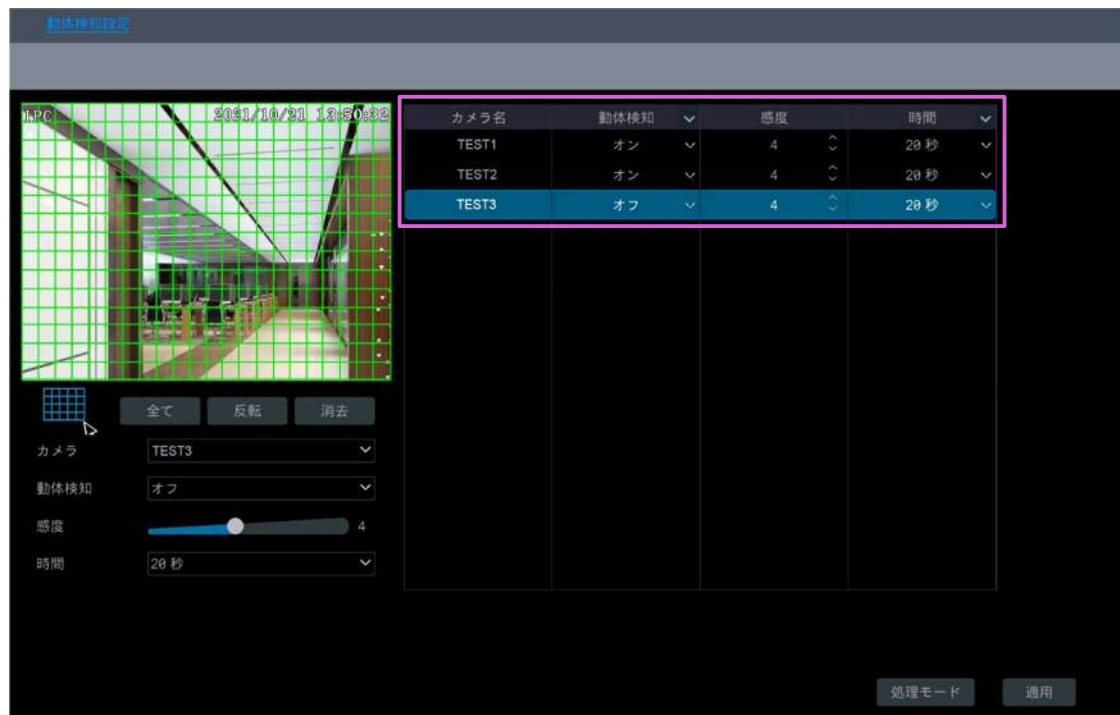 動体検知設定
IPC 2021/10/21 13:50:32
カメラ名 動体検知 感度 時間
TEST1 オン 4 20 秒
TEST2 オン 4 20 秒
TEST3 オフ 4 20 秒
全て 反転 消去
カメラ TEST3
動体検知 オフ
感度 4
時間 20 秒
処理モード 適用